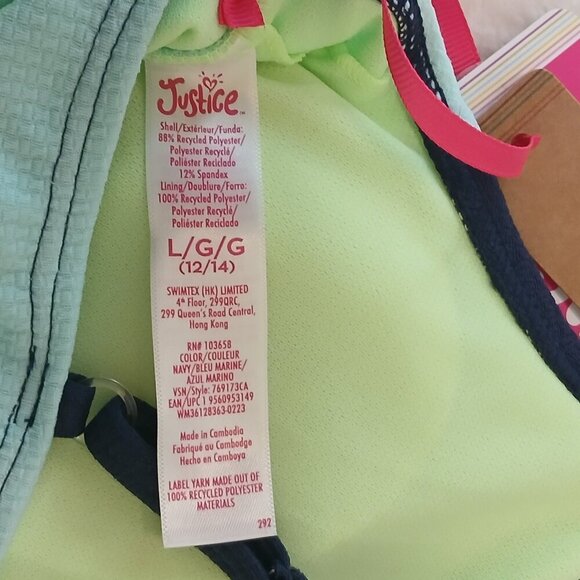 Justice™
Shell/Extérieur/Funda:
88% Recycled Polyester/
Polyester Recyclé/
Poliéster Reciclado
12% Spandex
Lining/Doublure/Forro:
100% Recycled Polyester/
Polyester Recyclé/
Poliéster Reciclado
L/G/G
(12/14)
SWIMTEX (HK) LIMITED
4th Floor, 299QRC,
299 Queen's Road Central,
Hong Kong
RN# 103658
COLOR/COULEUR
NAVY/BLEU MARINE/
AZUL MARINO
VSN/Style: 769173CA
EAN/UPC 1 9560953149
WM36128363-0223
Made in Cambodia
Fabriqué au Cambodge
Hecho en Camboya
LABEL YARN MADE OUT OF
100% RECYCLED POLYESTER
MATERIALS
292